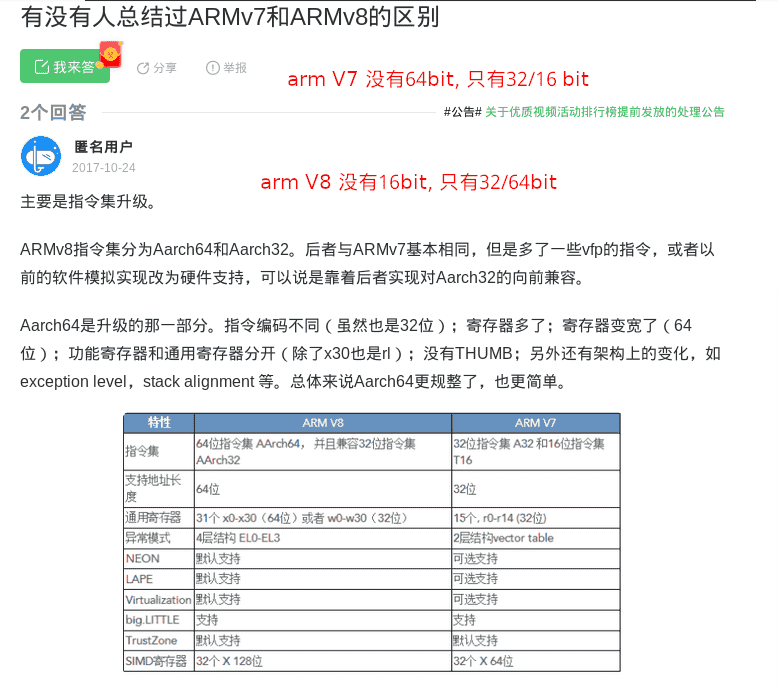 有没有人总结过ARMv7和ARMv8的区别
我来答
分享
举报
arm V7 没有64bit, 只有32/16 bit
2个回答
#公告# 关于优质视频活动排行榜提前发放的处理公告
匿名用户
2017-10-24
arm V8 没有16bit, 只有32/64bit
主要是指令集升级。
ARMv8指令集分为Aarch64和Aarch32。后者与ARMv7基本相同，但是多了一些vfp的指令，或者以
前的软件模拟实现改为硬件支持，可以说是靠着后者实现对Aarch32的向前兼容。
Aarch64是升级的那一部分。指令编码不同（虽然也是32位）；寄存器多了；寄存器变宽了（64
位）；功能寄存器和通用寄存器分开（除了x30也是rl）；没有THUMB；另外还有架构上的变化，如
exception level，stack alignment 等。总体来说Aarch64更规整了，也更简单。
特性 ARM V8 ARM V7
指令集 64位指令集 AArch64， 并且兼容32位指令集 AArch32 32位指令集 A32 和16位指令集 T16
支持地址长度 64位 32位
通用寄存器 31个 x0-x30（64位）或者 w0-w30（32位） 15个, r0-r14 (32位)
异常模式 4层结构 EL0-EL3 2层结构vector table
NEON 默认支持 可选支持
LAPE 默认支持 可选支持
Virtualization 默认支持 可选支持
big.LITTLE 支持 支持
TrustZone 默认支持 默认支持
SIMD寄存器 32个 X 128位 32个 X 64位